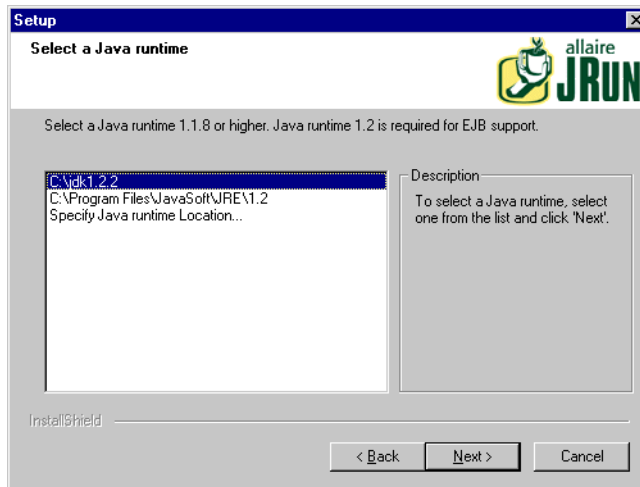 Setup
Select a Java runtime
allaire
JRUN
Select a Java runtime 1.1.8 or higher. Java runtime 1.2 is required for EJB support.
C:\jdk1.2.2
C:\Program Files\JavaSoft\JRE\1.2
Specify Java runtime Location...
Description
To select a Java runtime, select
one from the list and click 'Next'.
InstallShield
< Back
Next >
Cancel